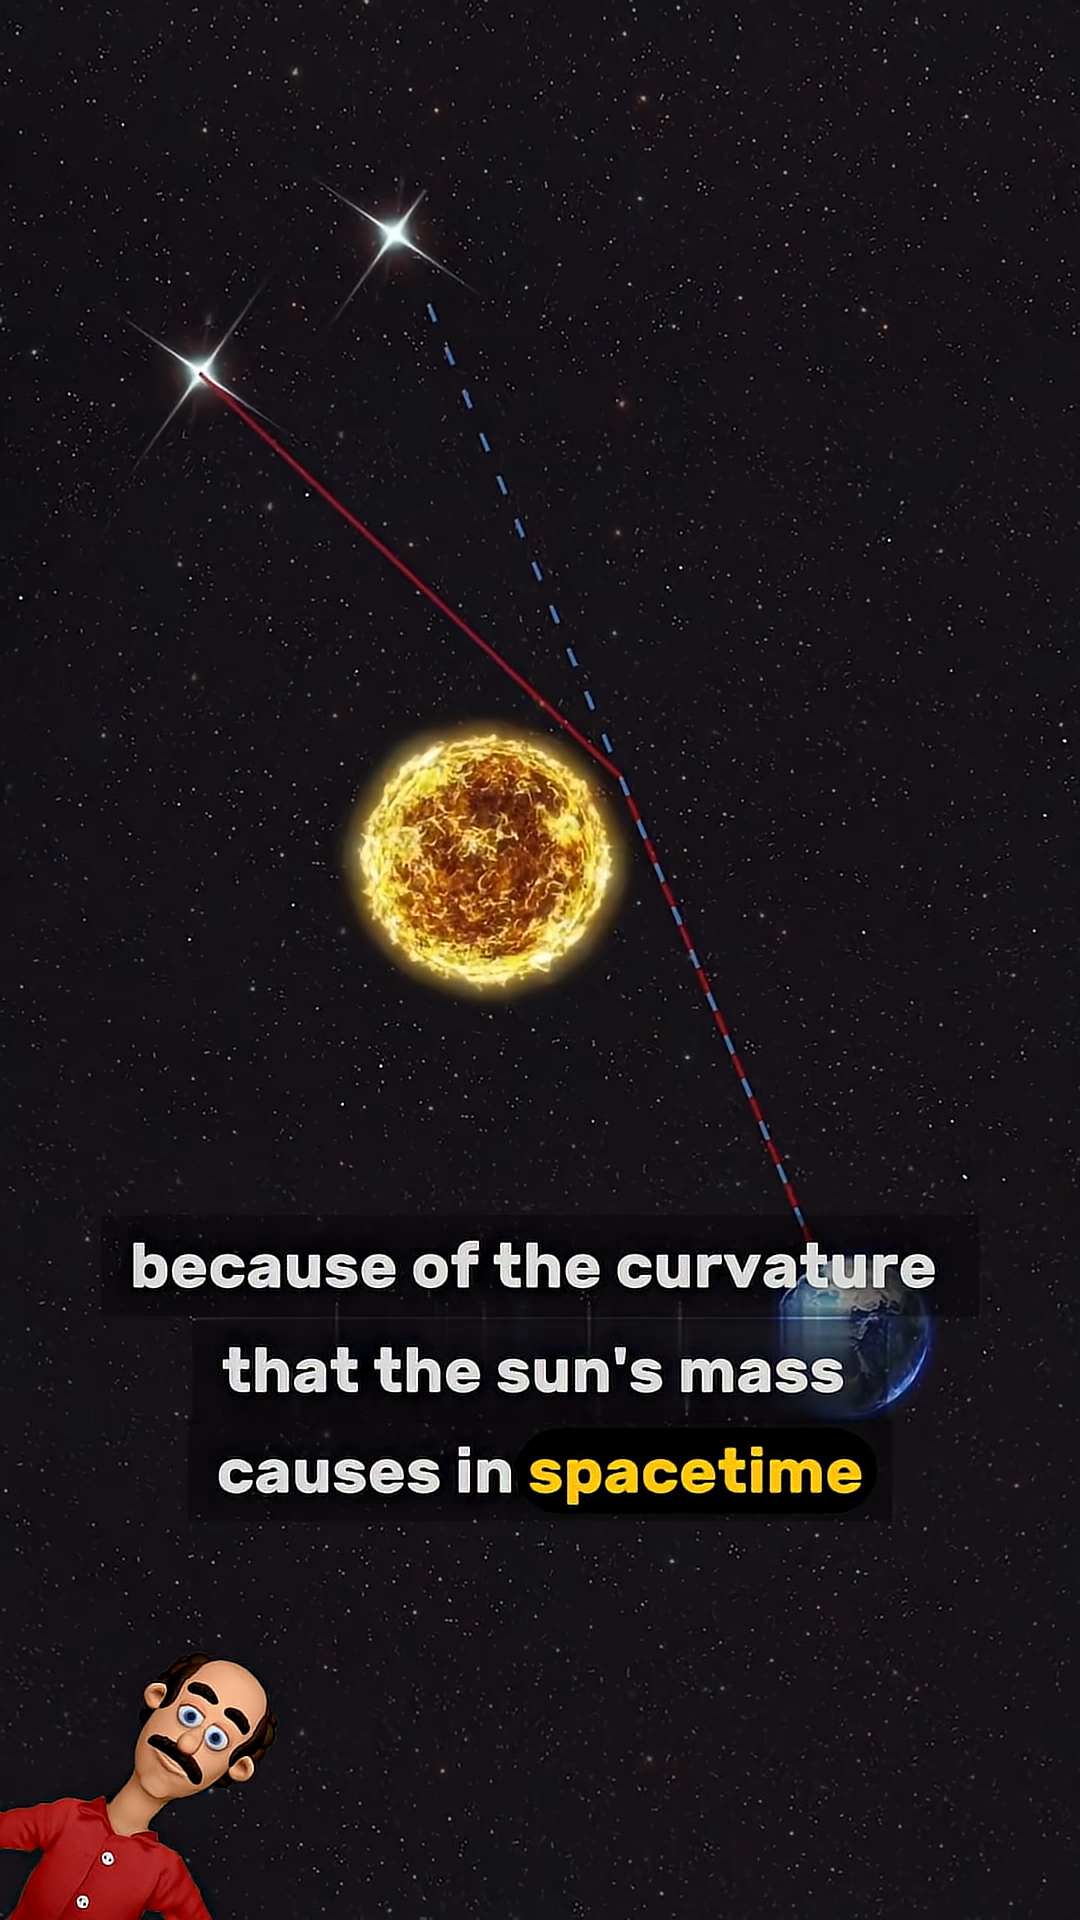 because of the curvature
that the sun's mass
causes in spacetime